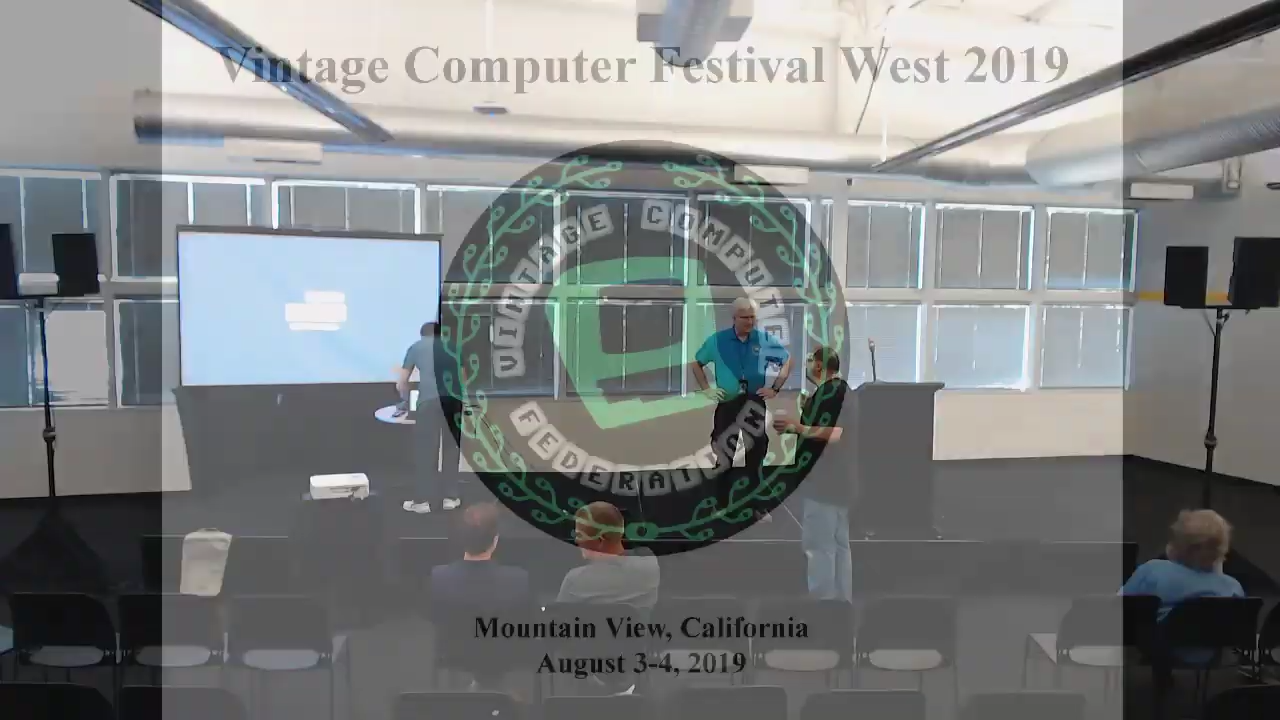 Vintage Computer Festival West 2019
VINTAGE COMPUTER
FEDERATION
Mountain View, California
August 3-4, 2019